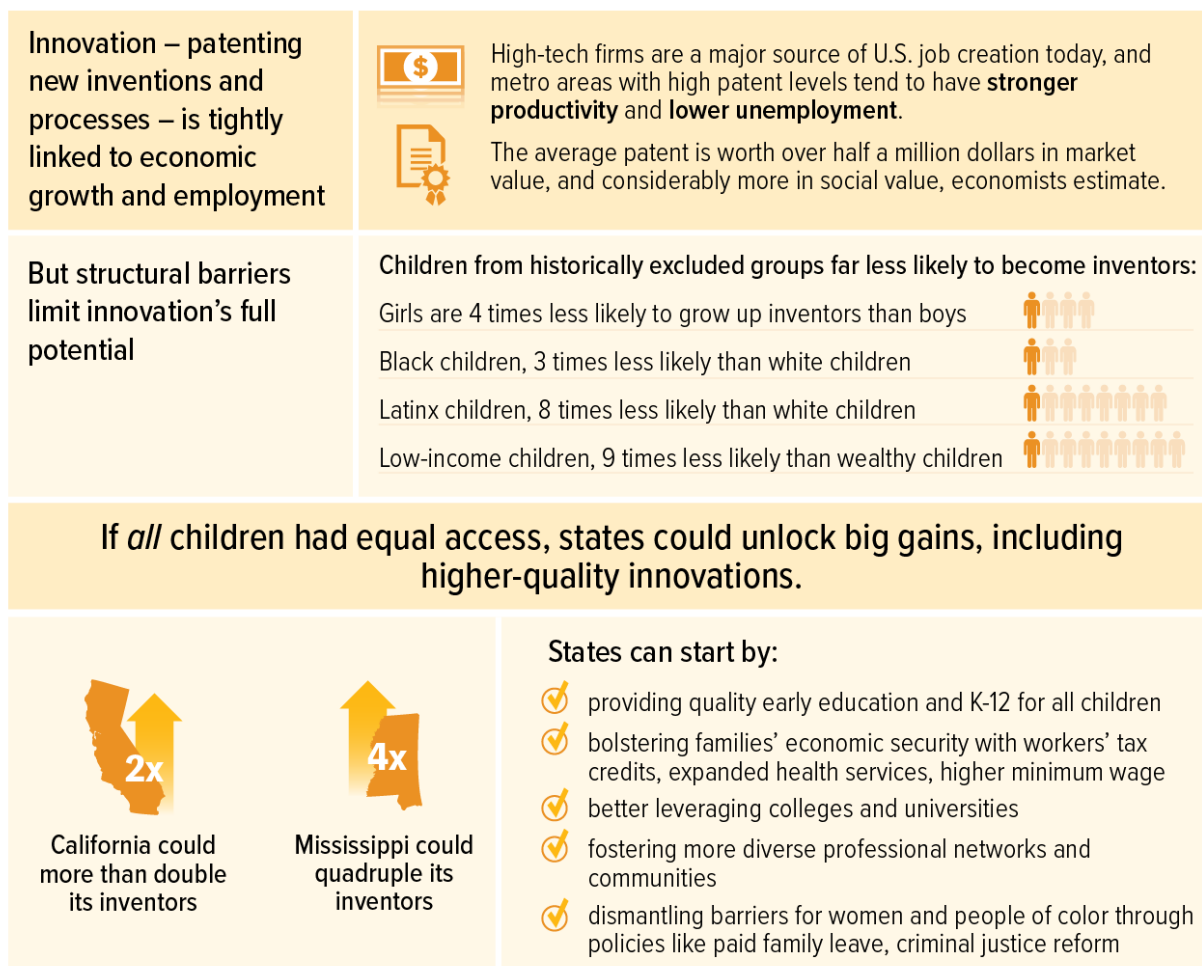 Innovation – patenting
new inventions and
processes – is tightly
linked to economic
growth and employment
$
High-tech firms are a major source of U.S. job creation today, and
metro areas with high patent levels tend to have stronger
productivity and lower unemployment.
The average patent is worth over half a million dollars in market
value, and considerably more in social value, economists estimate.
But structural barriers
limit innovation’s full
potential
Children from historically excluded groups far less likely to become inventors:
Girls are 4 times less likely to grow up inventors than boys
Black children, 3 times less likely than white children
Latinx children, 8 times less likely than white children
Low-income children, 9 times less likely than wealthy children
If all children had equal access, states could unlock big gains, including
higher-quality innovations.
2x
California could
more than double
its inventors
4x
Mississippi could
quadruple its
inventors
States can start by:
providing quality early education and K-12 for all children
bolstering families’ economic security with workers’ tax
credits, expanded health services, higher minimum wage
better leveraging colleges and universities
fostering more diverse professional networks and
communities
dismantling barriers for women and people of color through
policies like paid family leave, criminal justice reform